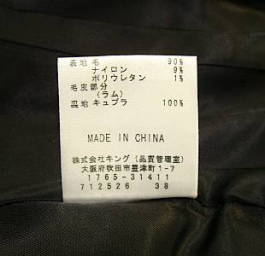 表地 毛 90%
ナイロン 9%
ポリウレタン 1%
毛皮部分
(ラム)
裏地 キュプラ 100%
MADE IN CHINA
株式会社キング(品質管理室)
大阪府吹田市豊津町1-7
1765-31411
712526 38